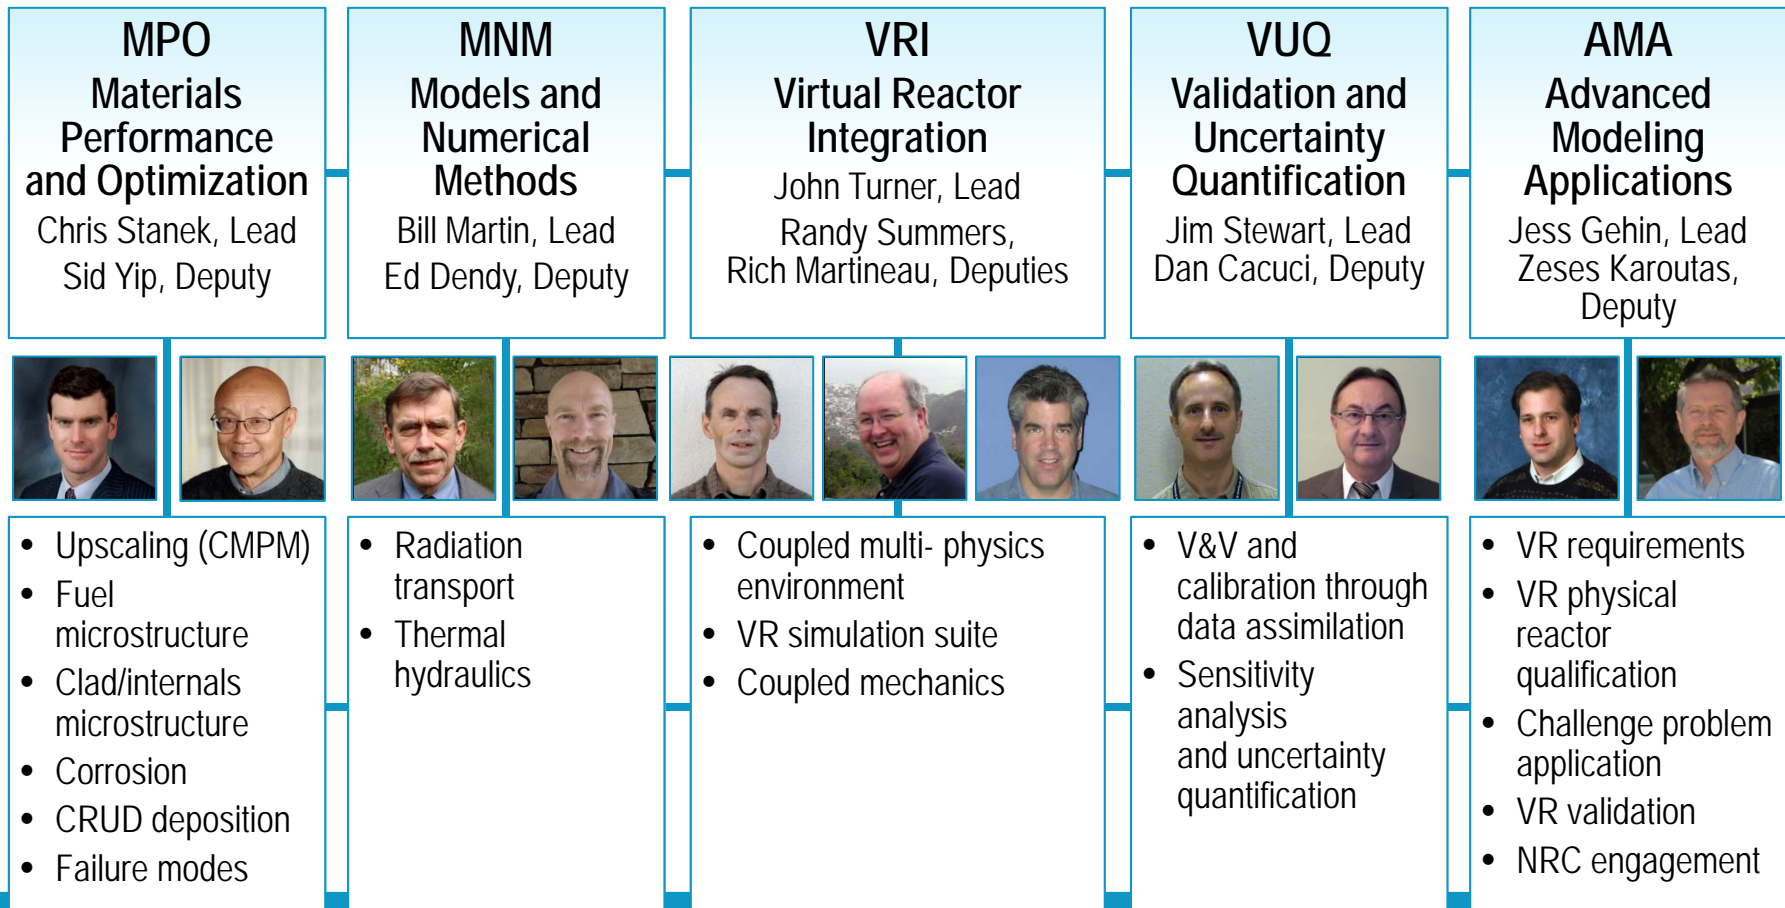 MPO
Materials
Performance
and Optimization
Chris Stanek, Lead
Sid Yip, Deputy
MNM
Models and
Numerical
Methods
Bill Martin, Lead
Ed Dendy, Deputy
VRI
Virtual Reactor
Integration
John Turner, Lead
Randy Summers,
Rich Martineau, Deputies
VUQ
Validation and
Uncertainty
Quantification
Jim Stewart, Lead
Dan Cacuci, Deputy
AMA
Advanced
Modeling
Applications
Jess Gehin, Lead
Zeses Karoutas,
Deputy
• Upscaling (CMPM)
• Fuel
microstructure
• Clad/internals
microstructure
• Corrosion
• CRUD deposition
• Failure modes
• Radiation
transport
• Thermal
hydraulics
• Coupled multi- physics
environment
• VR simulation suite
• Coupled mechanics
• V&V and
calibration through
data assimilation
• Sensitivity
analysis
and uncertainty
quantification
• VR requirements
• VR physical
reactor
qualification
• Challenge problem
application
• VR validation
• NRC engagement